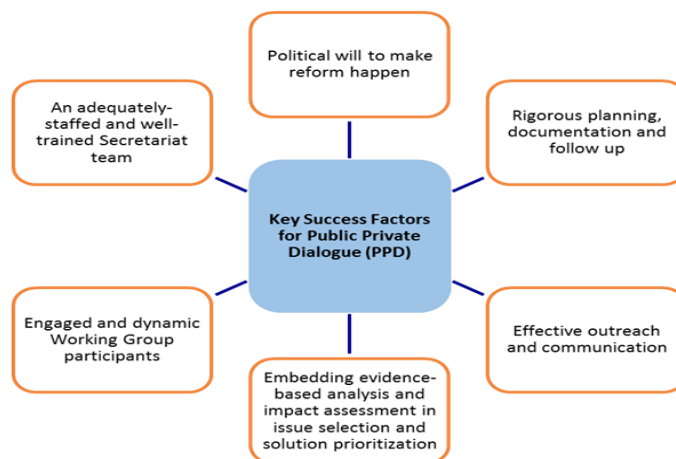 Political will to make
reform happen
An
adequately-
staffed and well-
trained Secretariat
team
Rigorous planning,
documentation and
follow up
Key Success Factors
for Public Private
Dialogue (PPD)
Engaged and dynamic
Working Group
participants
Effective outreach
and communication
Embedding evidence-
based analysis and
impact assessment in
issue selection and
solution prioritization